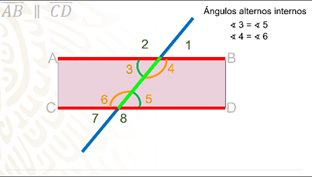 AB ∥ CD
Ángulos alternos internos
∢ 3 = ∢ 5
∢ 4 = ∢ 6
2 1
A B
3 4
6 5
C D
7 8